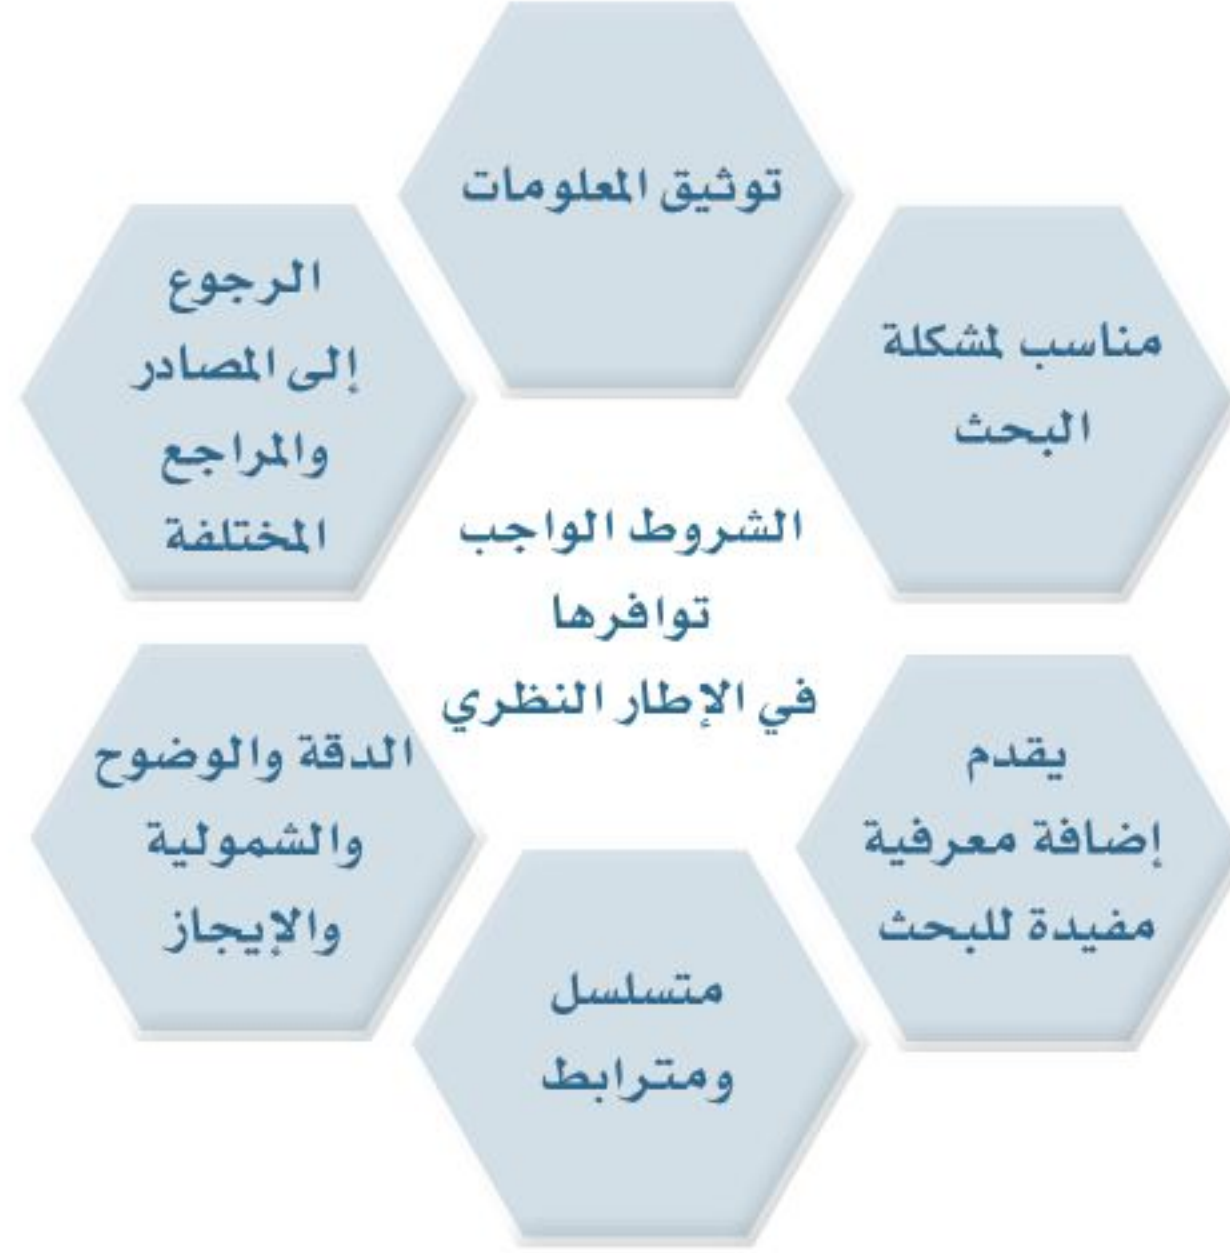 توثيق المعلومات
مناسب لمشكلة
البحث
يقدم
إضافة معرفية
مفيدة للبحث
متسلسل
ومترابط
الدقة والوضوح
والشمولية
والإيجاز
الرجوع
إلى المصادر
والمراجع
المختلفة
الشروط الواجب
توافرها
في الإطار النظري